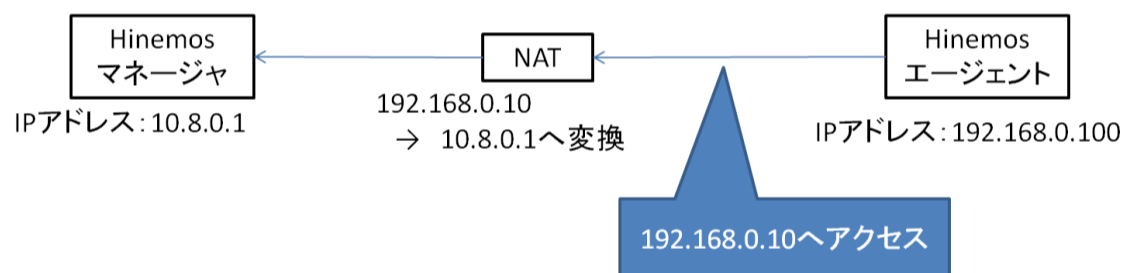 Hinemos
マネージャ
IPアドレス:10.8.0.1
NAT
192.168.0.10
→ 10.8.0.1へ変換
Hinemos
エージェント
IPアドレス:192.168.0.100
192.168.0.10へアクセス